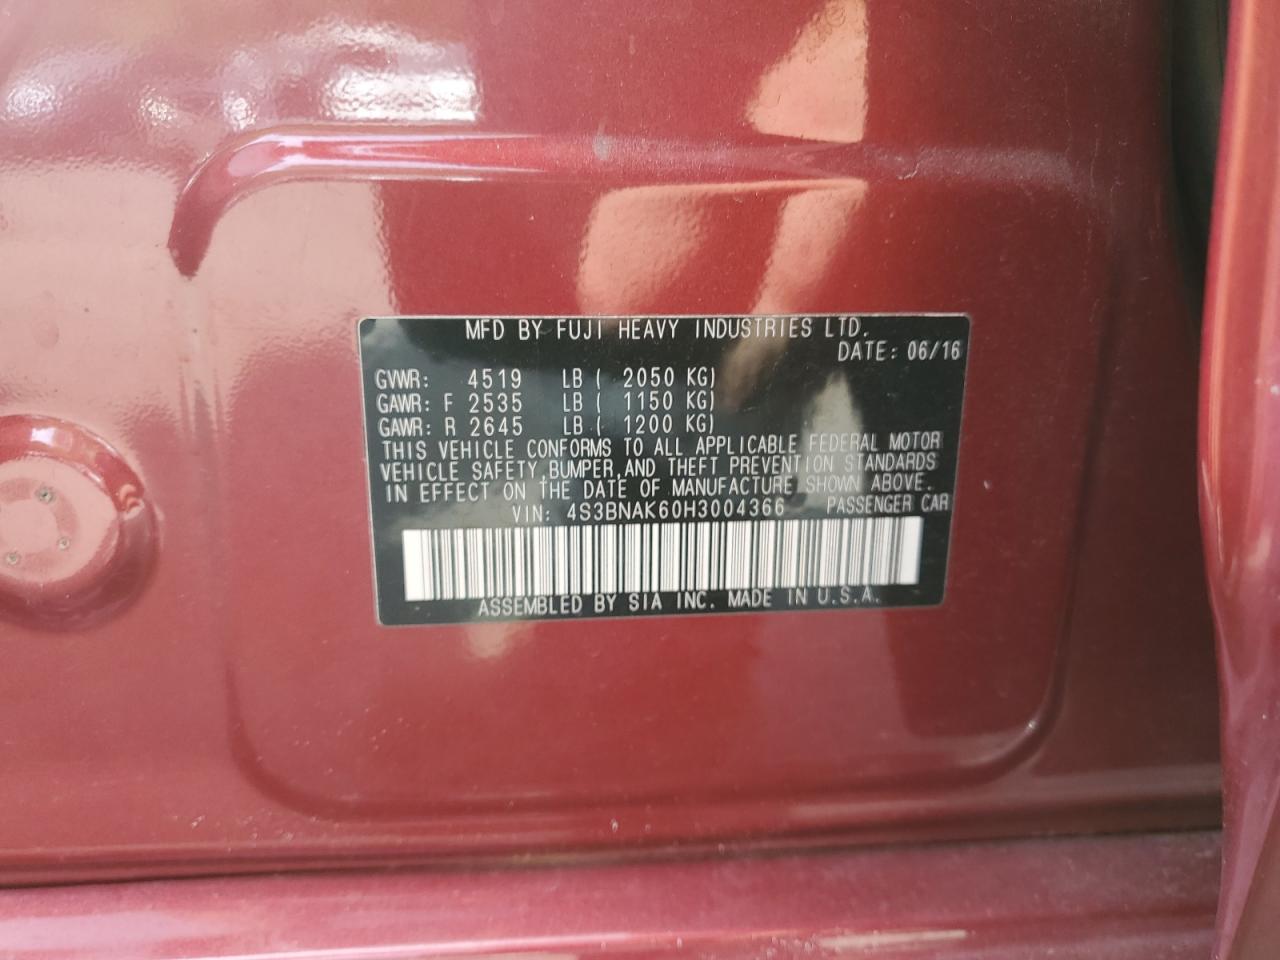 MFD BY FUJI HEAVY INDUSTRIES LTD.
DATE: 06/16
GVWR: 4519 LB ( 2050 KG)
GAWR: F 2535 LB ( 1150 KG)
GAWR: R 2645 LB ( 1200 KG)
THIS VEHICLE CONFORMS TO ALL APPLICABLE FEDERAL MOTOR
VEHICLE SAFETY,BUMPER,AND THEFT PREVENTION STANDARDS
IN EFFECT ON THE DATE OF MANUFACTURE SHOWN ABOVE.
VIN: 4S3BNAK60H3004366 PASSENGER CAR
ASSEMBLED BY SIA INC. MADE IN U.S.A.